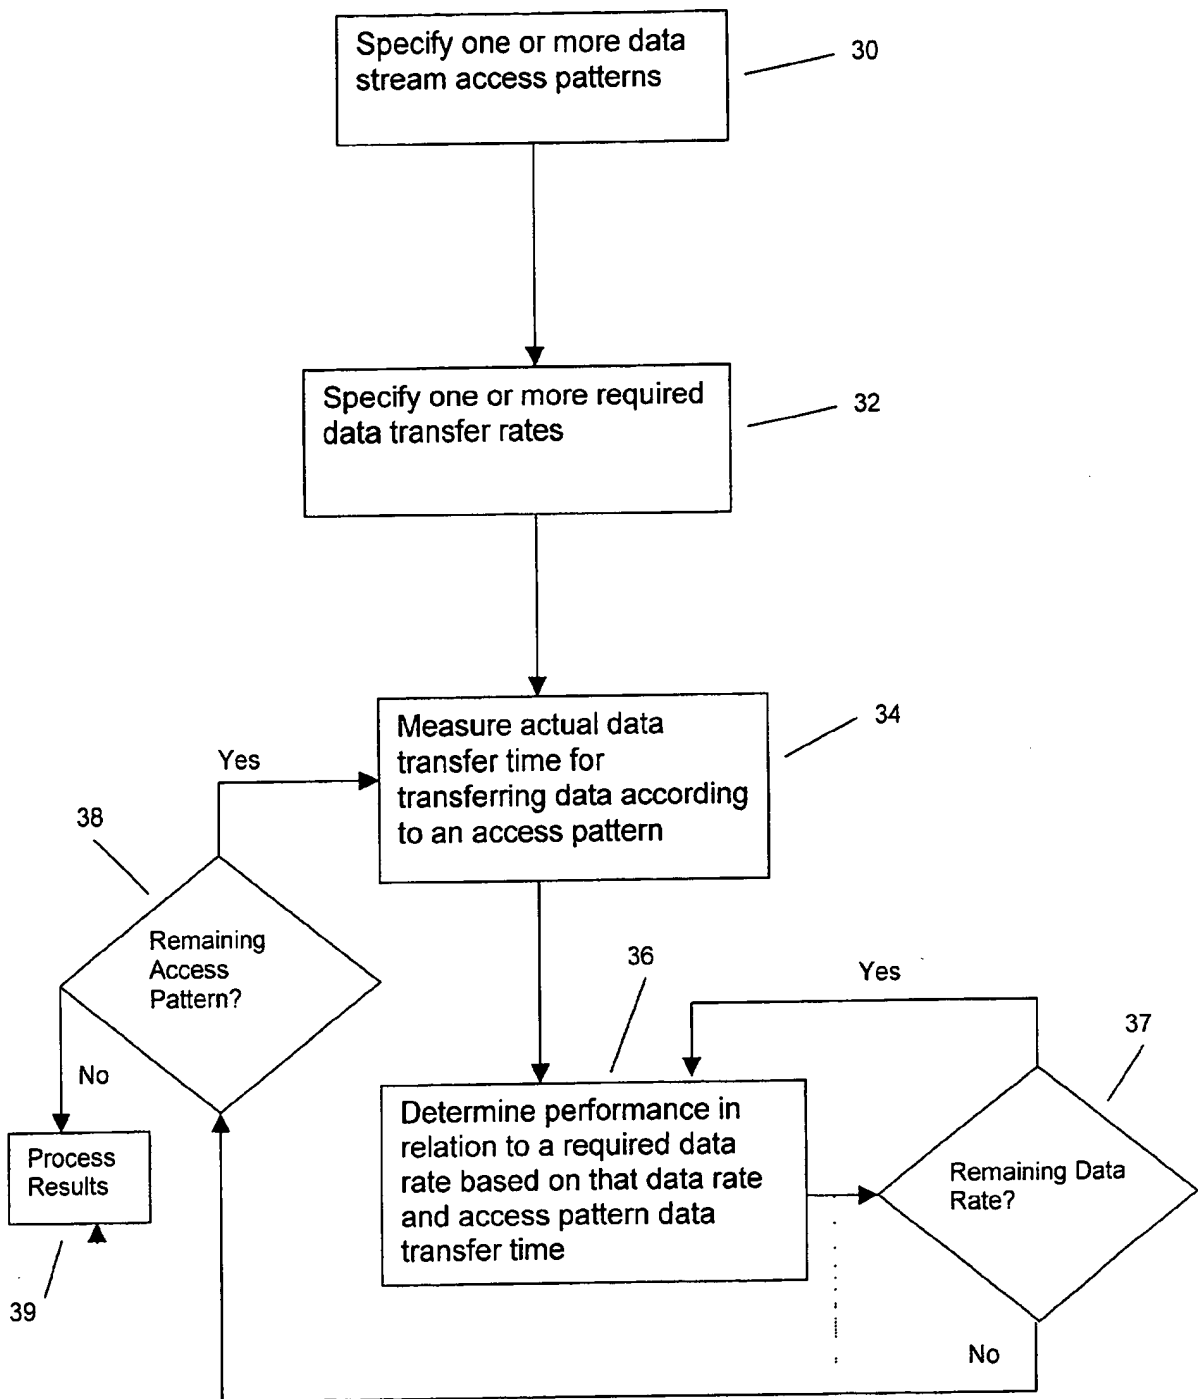 Specify one or more data
stream access patterns
30
Specify one or more required
data transfer rates
32
Measure actual data
transfer time for
transferring data according
to an access pattern
34
Yes
38
Remaining
Access
Pattern?
No
Process
Results
39
36
Determine performance in
relation to a required data
rate based on that data rate
and access pattern data
transfer time
Yes
37
Remaining Data
Rate?
No